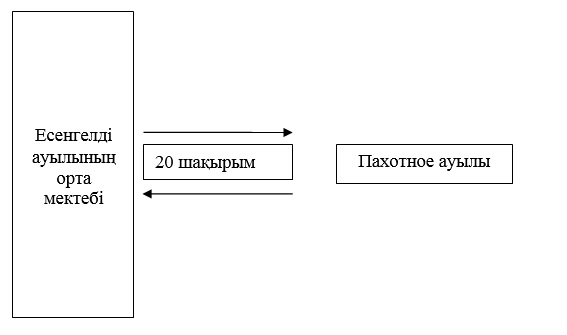 Есенгелді
ауылының
орта
мектебі
20 шақырым
Пахотное ауылы